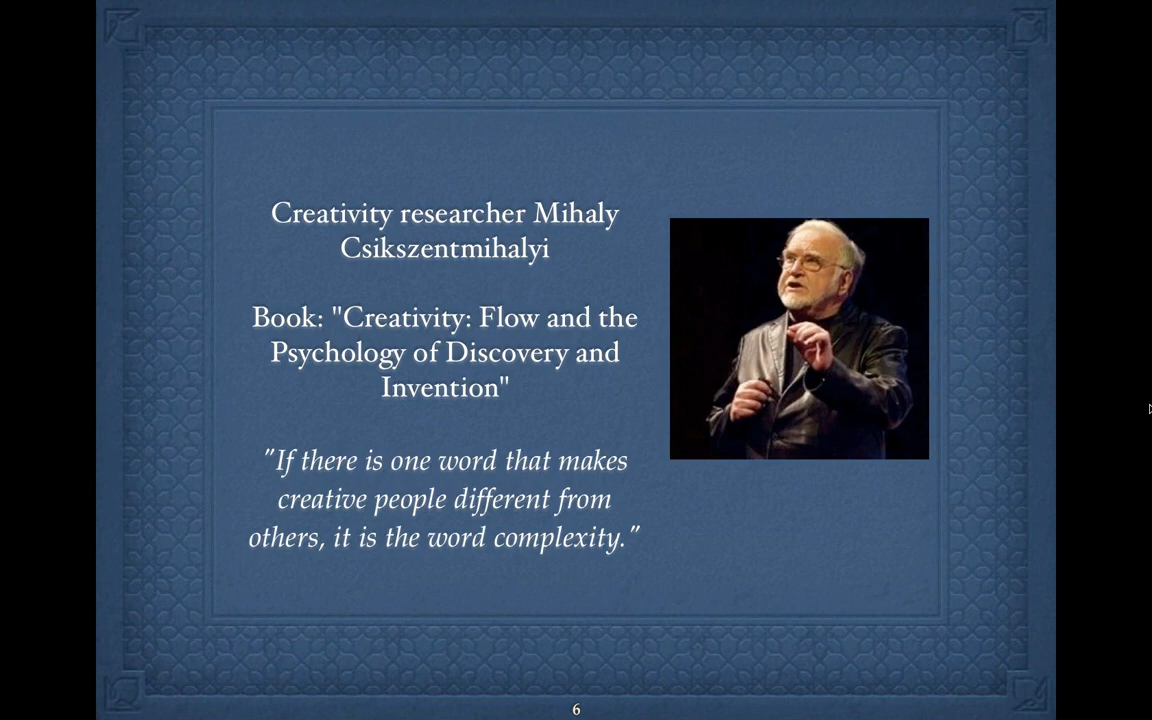 Creativity researcher Mihaly
Csikszentmihalyi
Book: "Creativity: Flow and the
Psychology of Discovery and
Invention"
"If there is one word that makes
creative people different from
others, it is the word complexity."
6